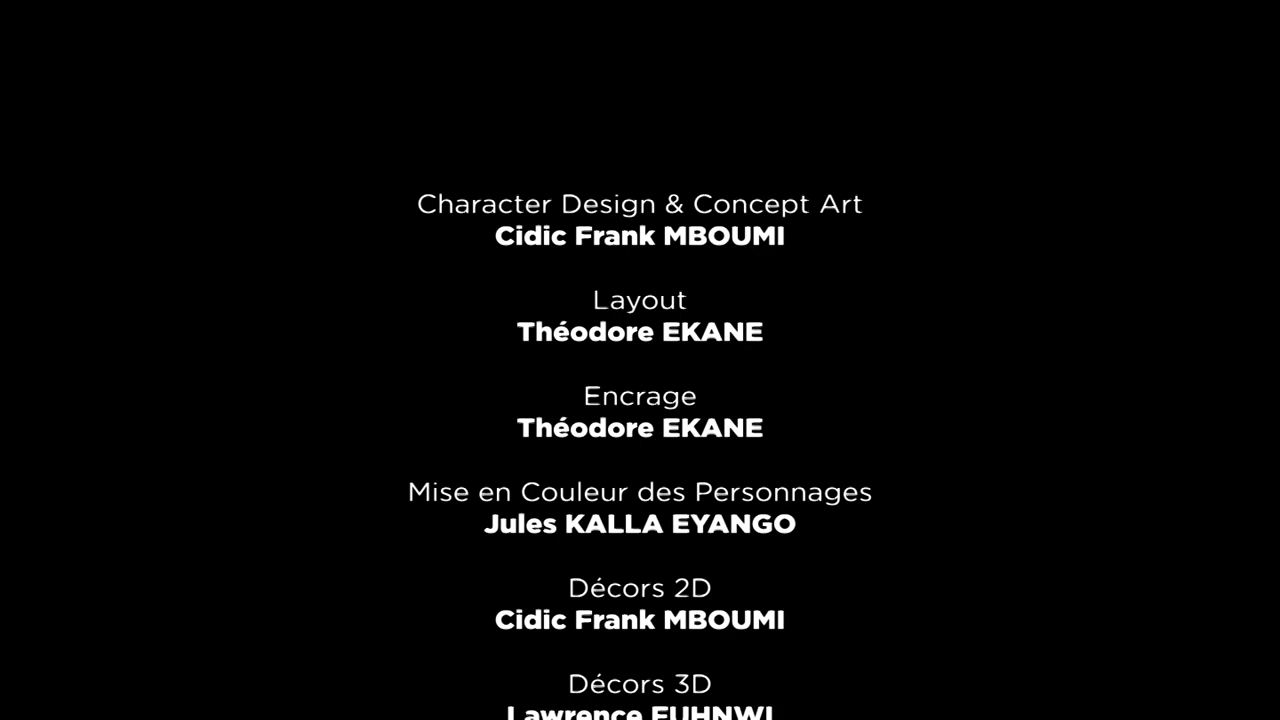 Character Design & Concept Art
Cidic Frank MBOUMI
Layout
Théodore EKANE
Encrage
Théodore EKANE
Mise en Couleur des Personnages
Jules KALLA EYANGO
Décors 2D
Cidic Frank MBOUMI
Décors 3D
Lawrence